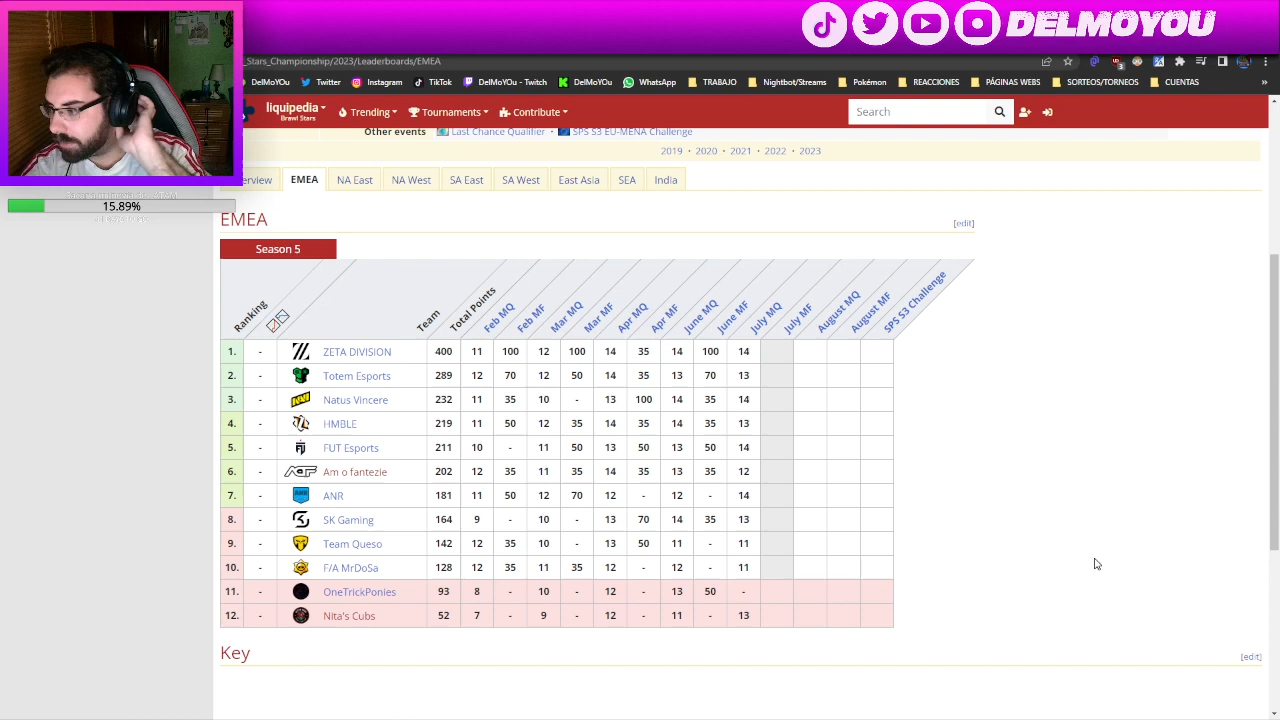 DELMOYOU
_Stars_Championship/2023/Leaderboards/EMEA
DelMoYOu Twitter Instagram TikTok DelMoYOu - Twitch DelMoYOu WhatsApp TRABAJO Nightbot/Streams Pokémon REACCIONES PÁGINAS WEBS SORTEOS/TORNEOS CUENTAS
liquipedia Brawl Stars Trending Tournaments Contribute Search
Other events Last Chance Qualifier • SPS S3 EU-MENA Challenge
2019 • 2020 • 2021 • 2022 • 2023
erview EMEA NA East NA West SA East SA West East Asia SEA India
15.89%
EMEA [edit]
Season 5
Ranking Team Total Points Feb MQ Feb MF Mar MQ Mar MF Apr MQ Apr MF June MQ June MF July MQ July MF August MQ August MF SPS S3 Challenge
1. - ZETA DIVISION 400 11 100 12 100 14 35 14 100 14
2. - Totem Esports 289 12 70 12 50 14 35 13 70 13
3. - NAVI Natus Vincere 232 11 35 10 - 13 100 14 35 14
4. - HMBLE 219 11 50 12 35 14 35 14 35 13
5. - FUT Esports 211 10 - 11 50 13 50 13 50 14
6. - Am o fantezie 202 12 35 11 35 14 35 13 35 12
7. - ANR ANR 181 11 50 12 70 12 - 12 - 14
8. - SK Gaming 164 9 - 10 - 13 70 14 35 13
9. - Team Queso 142 12 35 10 - 13 50 11 - 11
10. - F/A MrDoSa 128 12 35 11 35 12 - 12 - 11
11. - OneTrickPonies 93 8 - 10 - 12 - 13 50 -
12. - Nita's Cubs 52 7 - 9 - 12 - 11 - 13
Key [edit]